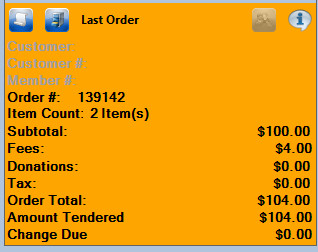 Last Order
Customer:
Customer #:
Member #:
Order #: 139142
Item Count: 2 Item(s)
Subtotal: $100.00
Fees: $4.00
Donations: $0.00
Tax: $0.00
Order Total: $104.00
Amount Tendered $104.00
Change Due $0.00